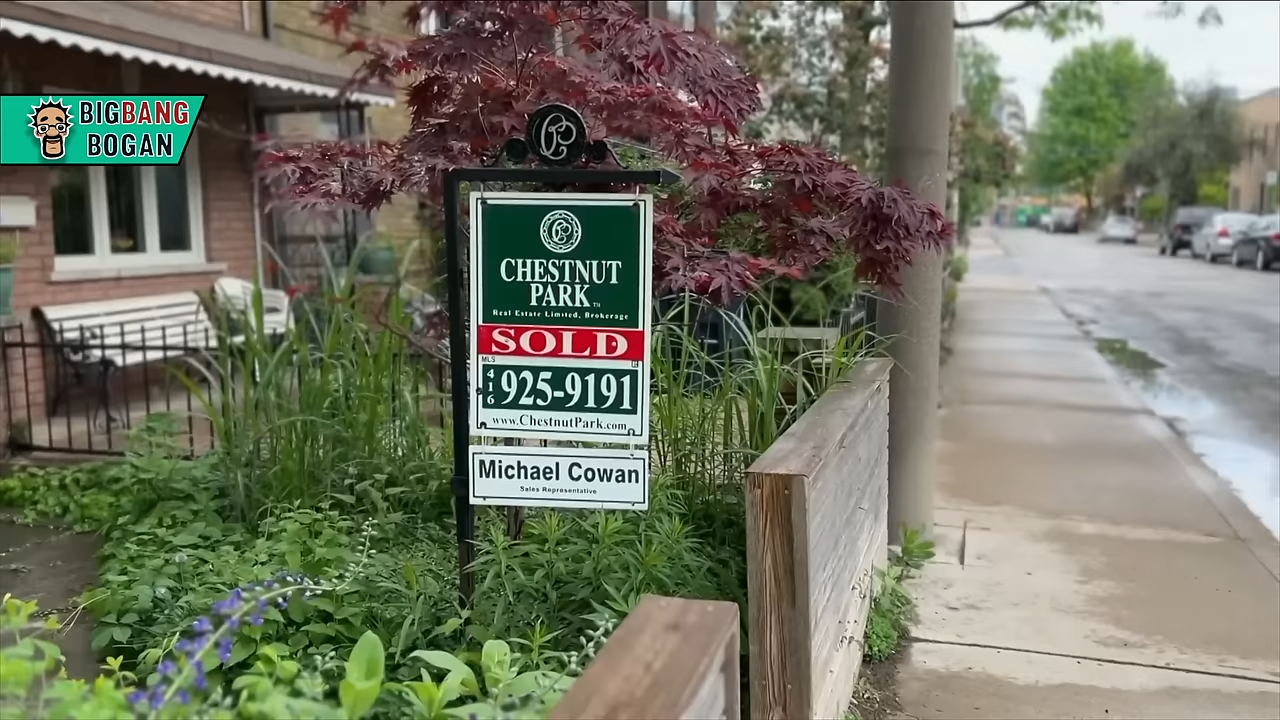 BIGBANG
BOGAN
CHESTNUT
PARK
Real Estate Limited, Brokerage
SOLD
MLS
416 925-9191
www.ChestnutPark.com
Michael Cowan
Sales Representative